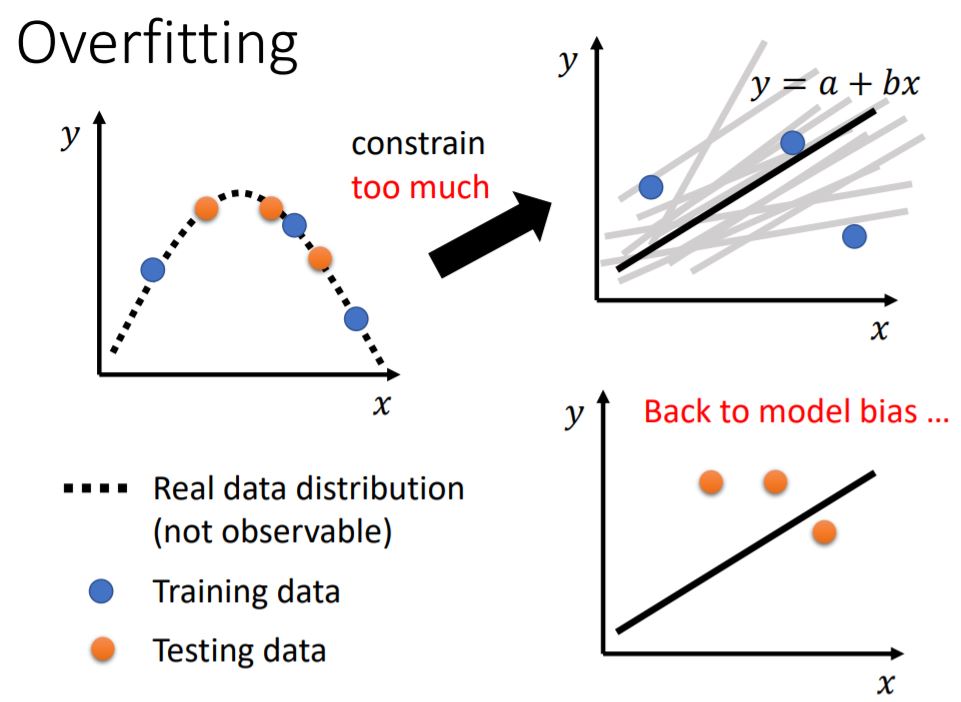 Overfitting
y
x
constrain
too much
y
y = a + bx
x
Real data distribution
(not observable)
Training data
Testing data
y
Back to model bias ...
x